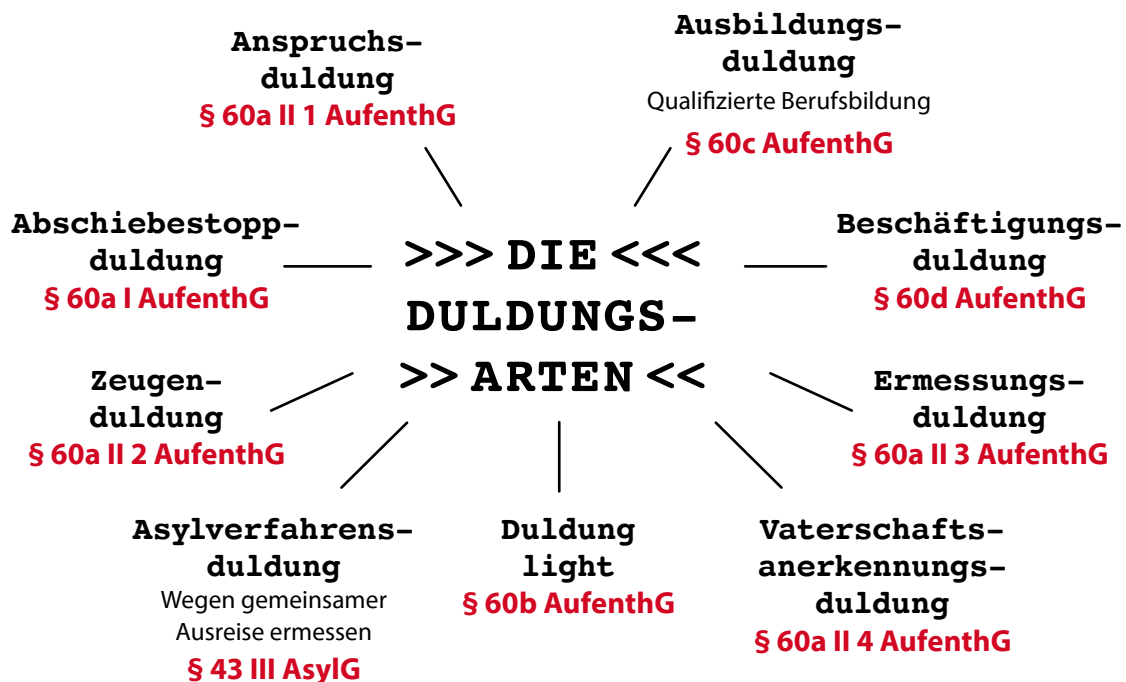 Anspruchs-
duldung
§ 60a II 1 AufenthG
Ausbildungs-
duldung
Qualifizierte Berufsbildung
§ 60c AufenthG
Abschiebestopp-
duldung
§ 60a I AufenthG
>>> DIE <<<
DULDUNGS-
>> ARTEN <<
Beschäftigungs-
duldung
§ 60d AufenthG
Zeugen-
duldung
§ 60a II 2 AufenthG
Ermessungs-
duldung
§ 60a II 3 AufenthG
Asylverfahrens-
duldung
Wegen gemeinsamer
Ausreise ermessen
§ 43 III AsylG
Duldung
light
§ 60b AufenthG
Vaterschafts-
anerkennungs-
duldung
§ 60a II 4 AufenthG